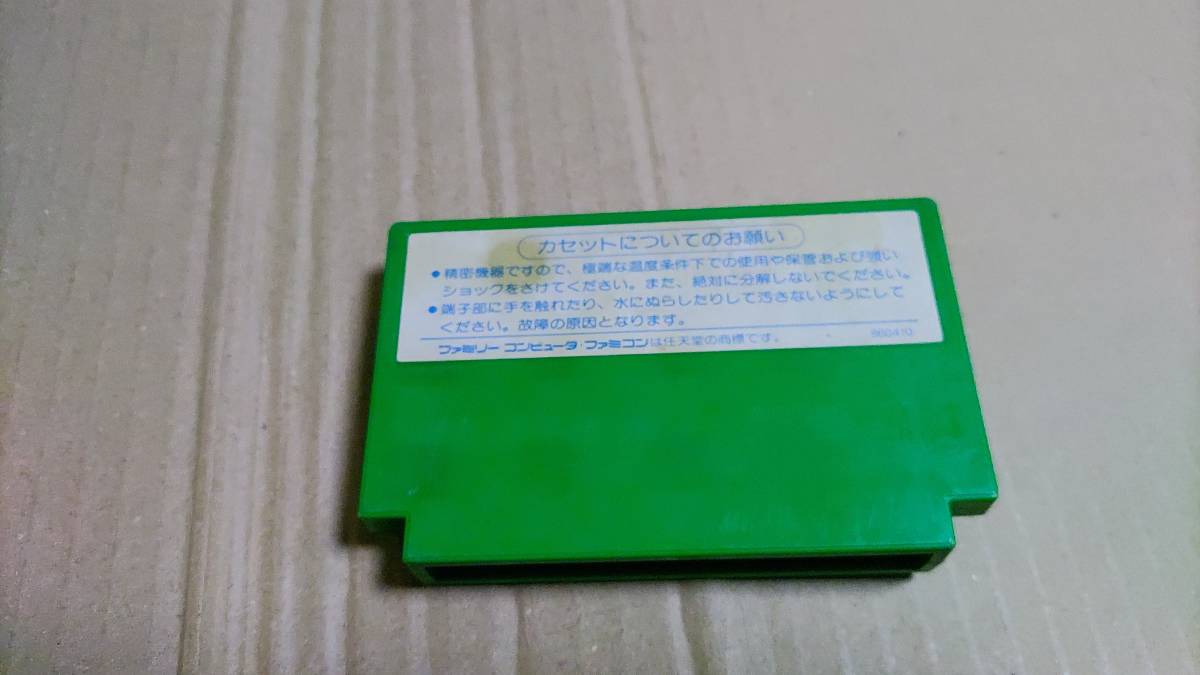 カセットについてのお願い
●精密機器ですので、極端な温度条件下での使用や保管および強い
ショックをさけてください。また、絶対に分解しないでください。
●端子部に手を触れたり、水にぬらしたりして汚さないようにして
ください。故障の原因となります。
ファミリー コンピュータ・ファミコンは任天堂の商標です。